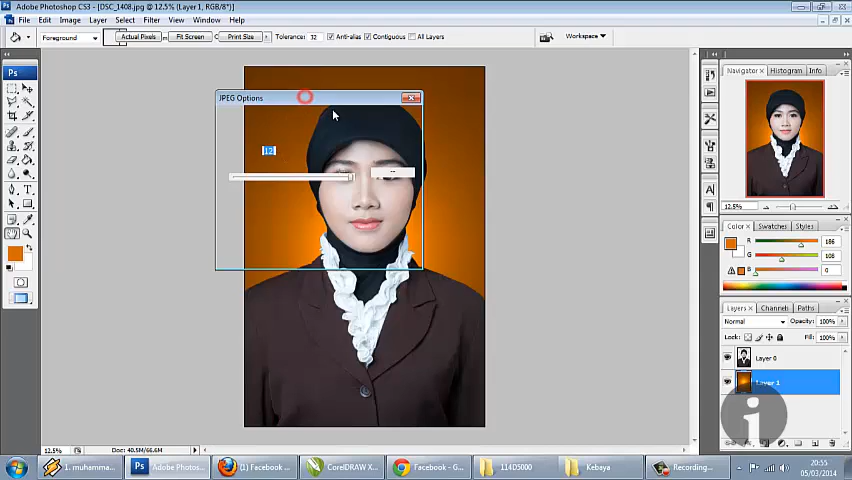 Adobe Photoshop CS3 - [DSC_1408.jpg @ 12.5% (Layer 1, RGB/8*)]
File Edit Image Layer Select Filter View Window Help
Foreground Actual Pixels Fit Screen Print Size Tolerance: 32 Anti-alias Contiguous All Layers Workspace
Ps
JPEG Options
12
Navigator Histogram Info
12.5%
Color Swatches Styles
R 186
G 108
B 0
Layers Channels Paths
Normal Opacity: 100%
Lock: Fill: 100%
Layer 0
Layer 1
12.5% Doc: 40.5M/66.6M
1. muhamma... Adobe Photos... (1) Facebook ... CorelDRAW X... Facebook - G... 114D5000 Kebaya Recording... 20:55
05/03/2014